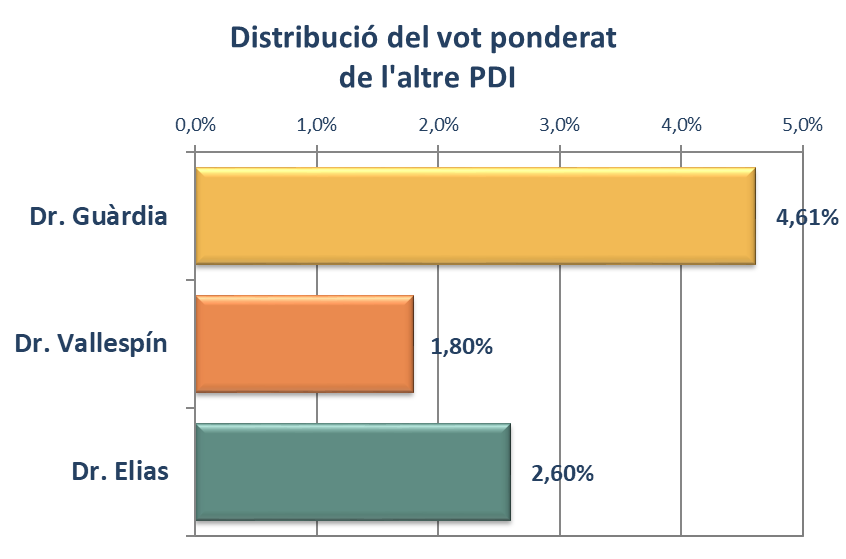 Distribució del vot ponderat
de l'altre PDI
0,0% 1,0% 2,0% 3,0% 4,0% 5,0%
Dr. Guàrdia 4,61%
Dr. Vallespín 1,80%
Dr. Elias 2,60%